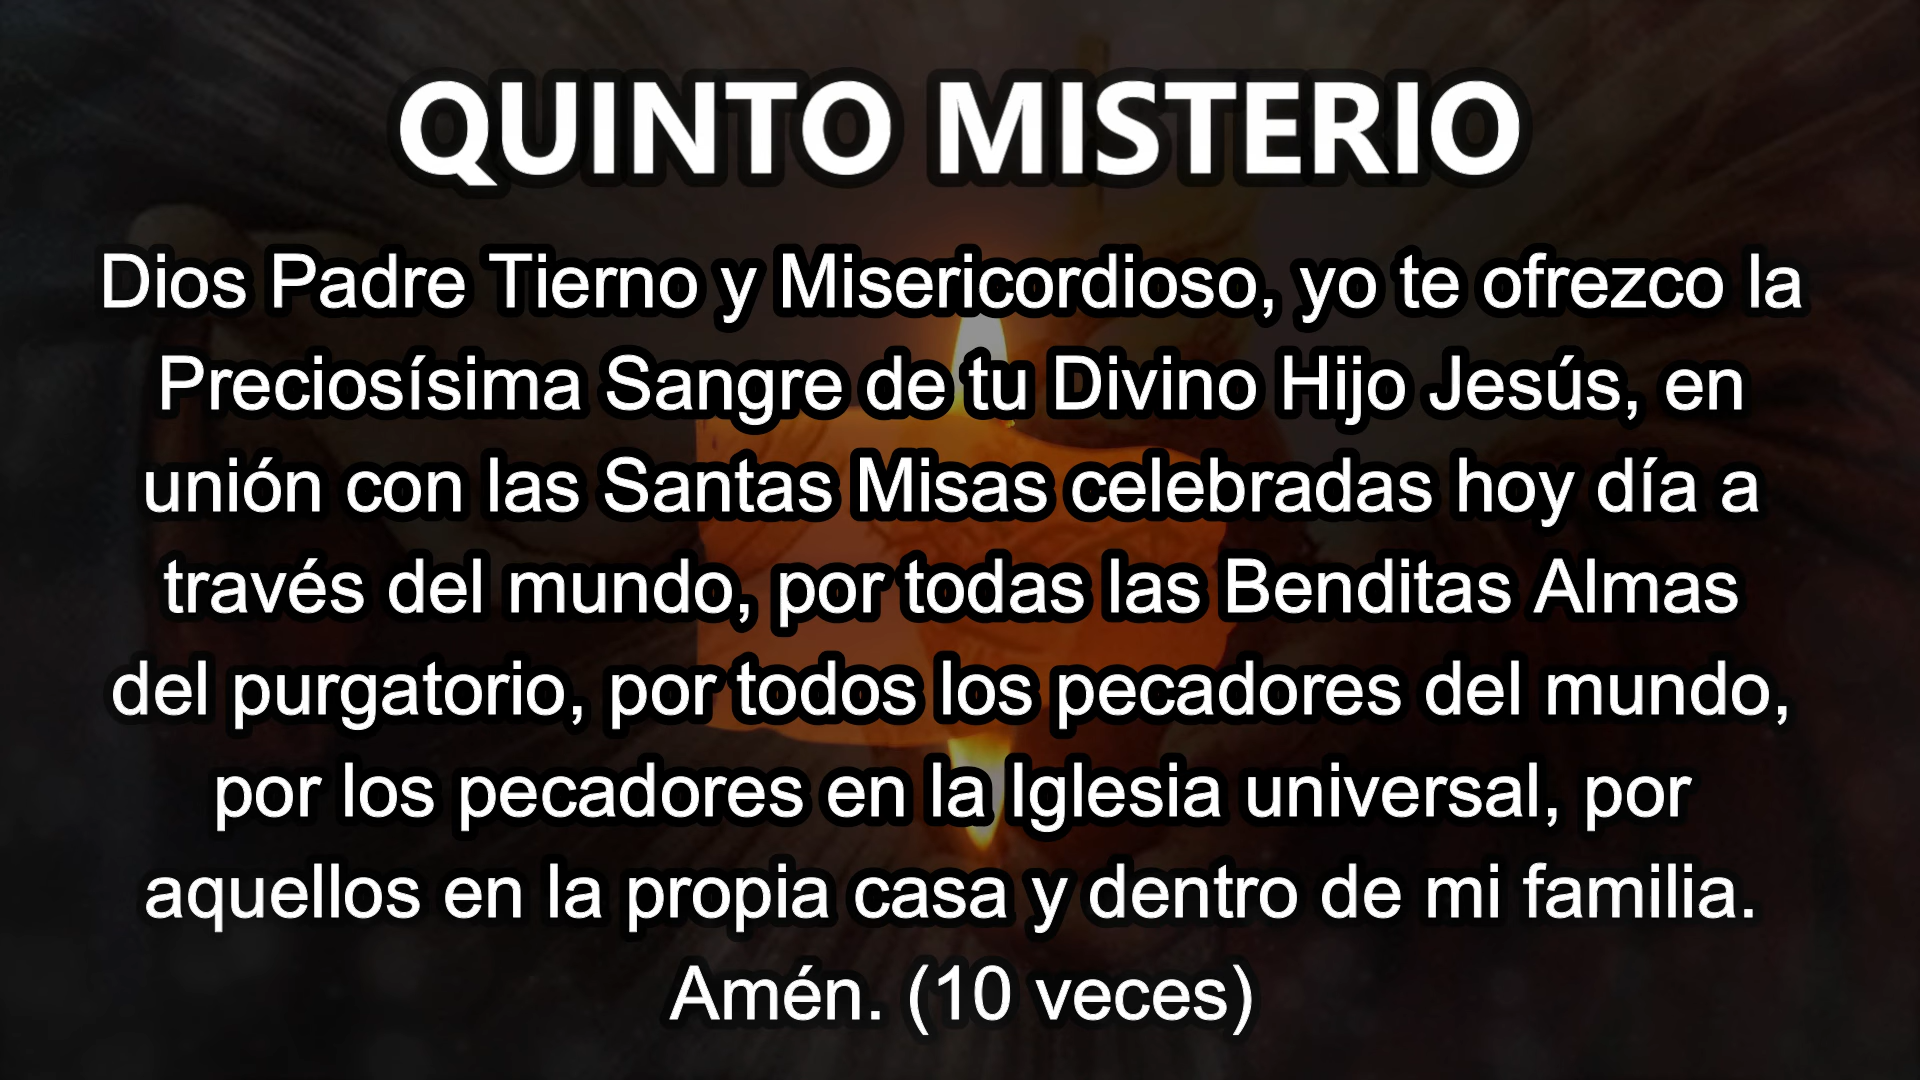 QUINTO MISTERIO
Dios Padre Tierno y Misericordioso, yo te ofrezco la
Preciosísima Sangre de tu Divino Hijo Jesús, en
unión con las Santas Misas celebradas hoy día a
través del mundo, por todas las Benditas Almas
del purgatorio, por todos los pecadores del mundo,
por los pecadores en la Iglesia universal, por
aquellos en la propia casa y dentro de mi familia.
Amén. (10 veces)